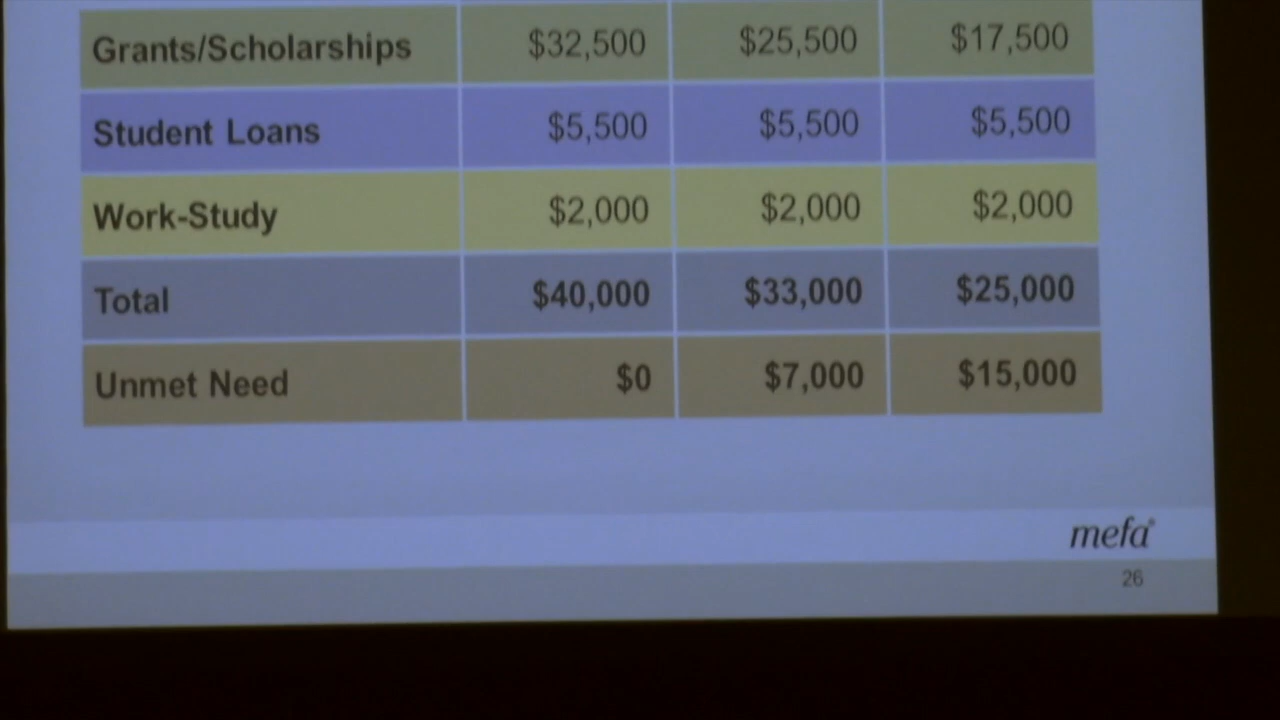 Grants/Scholarships $32,500 $25,500 $17,500
Student Loans $5,500 $5,500 $5,500
Work-Study $2,000 $2,000 $2,000
Total $40,000 $33,000 $25,000
Unmet Need $0 $7,000 $15,000
mefa®
26